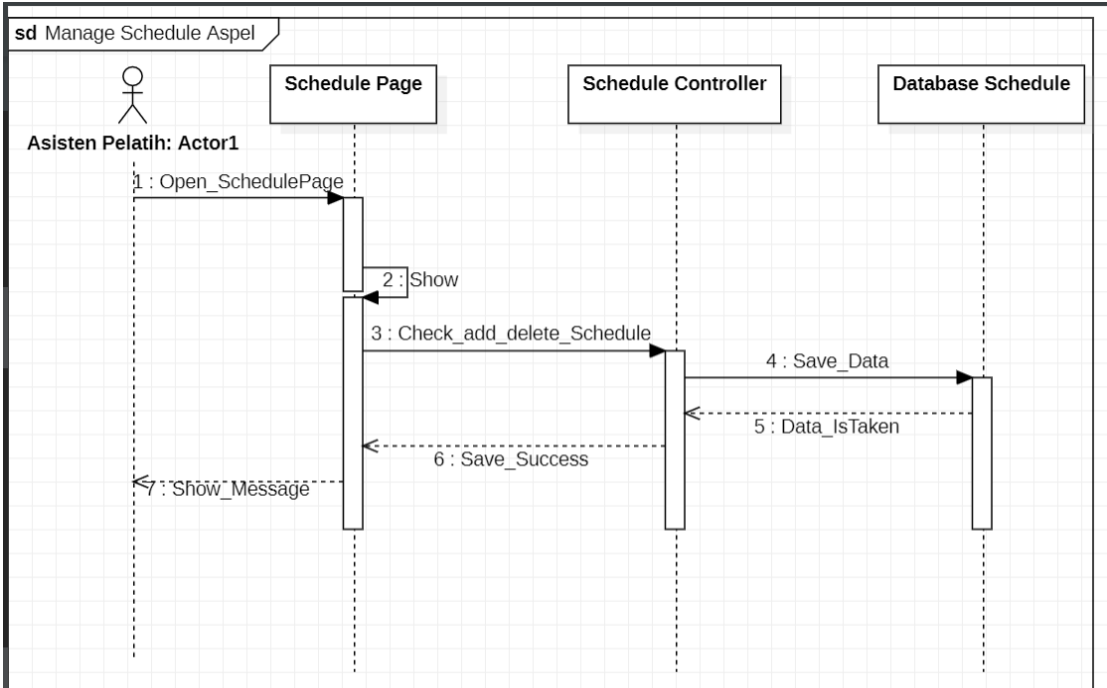 sd Manage Schedule Aspel
Schedule Page
Schedule Controller
Database Schedule
Asisten Pelatih: Actor1
1 : Open_SchedulePage
2 : Show
3 : Check_add_delete_Schedule
4 : Save_Data
5 : Data_IsTaken
6 : Save_Success
7 : Show_Message